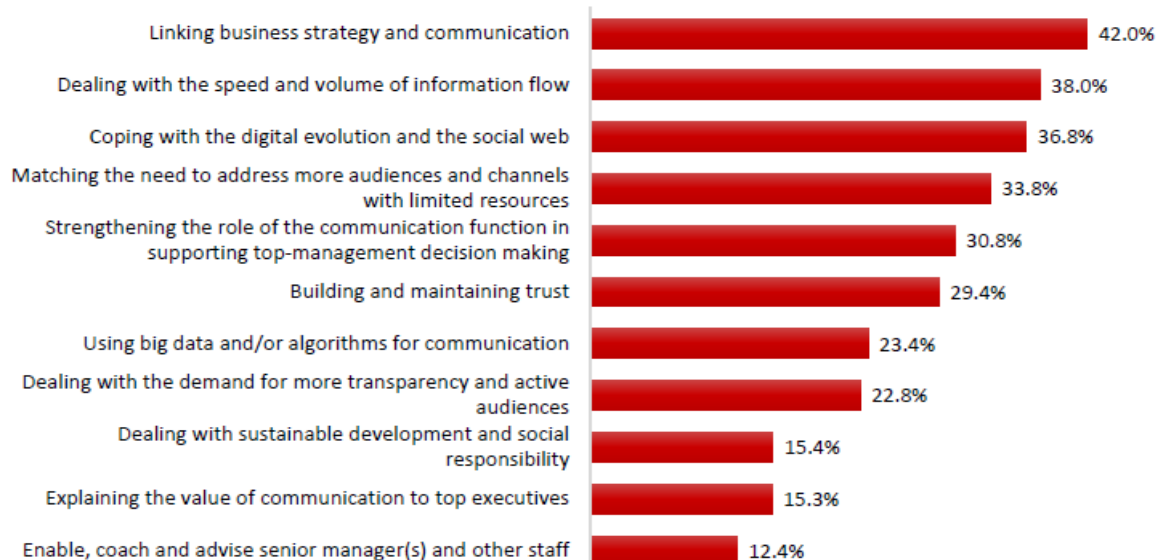 Linking business strategy and communication 42.0%
Dealing with the speed and volume of information flow 38.0%
Coping with the digital evolution and the social web 36.8%
Matching the need to address more audiences and channels
with limited resources 33.8%
Strengthening the role of the communication function in
supporting top-management decision making 30.8%
Building and maintaining trust 29.4%
Using big data and/or algorithms for communication 23.4%
Dealing with the demand for more transparency and active
audiences 22.8%
Dealing with sustainable development and social
responsibility 15.4%
Explaining the value of communication to top executives 15.3%
Enable, coach and advise senior manager(s) and other staff 12.4%